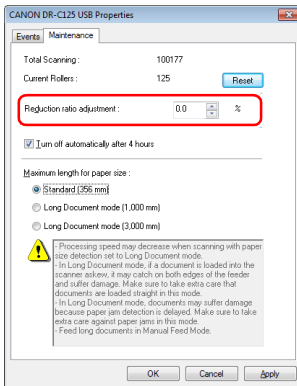 CANON DR-C125 USB Properties
Events Maintenance
Total Scanning : 100177
Current Rollers : 125 Reset
Reduction ratio adjustment : 0.0 %
Turn off automatically after 4 hours
Maximum length for paper size :
Standard (356 mm)
Long Document mode (1,000 mm)
Long Document mode (3,000 mm)
- Processing speed may decrease when scanning with paper
size detection set to Long Document mode.
- In Long Document mode, if a document is loaded into the
scanner askew, it may catch on both edges of the feeder
and suffer damage. Make sure to take care that
documents are loaded straight in this mode.
- In Long Document mode, documents may suffer damage
because paper jam detection is delayed. Make sure to take
extra care against paper jams in this mode.
- Feed long documents in Manual Feed Mode.
OK Cancel Apply